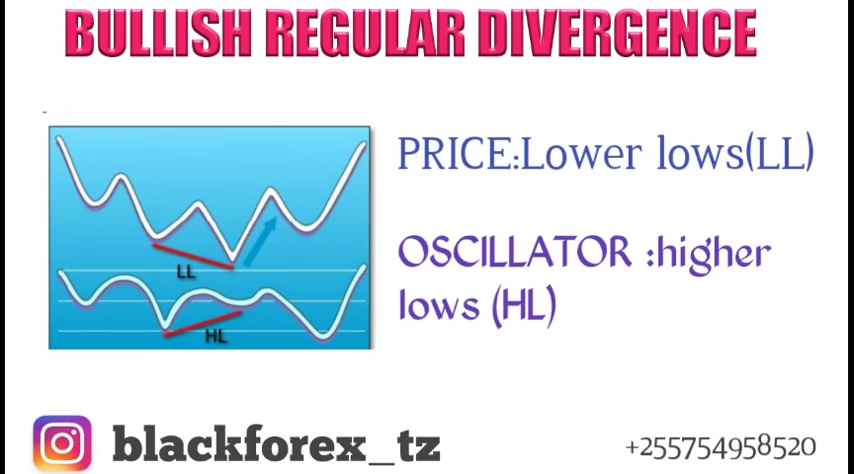 BULLISH REGULAR DIVERGENCE
PRICE:Lower lows(LL)
LL
OSCILLATOR :higher
lows (HL)
HL
blackforex_tz
+255754958520